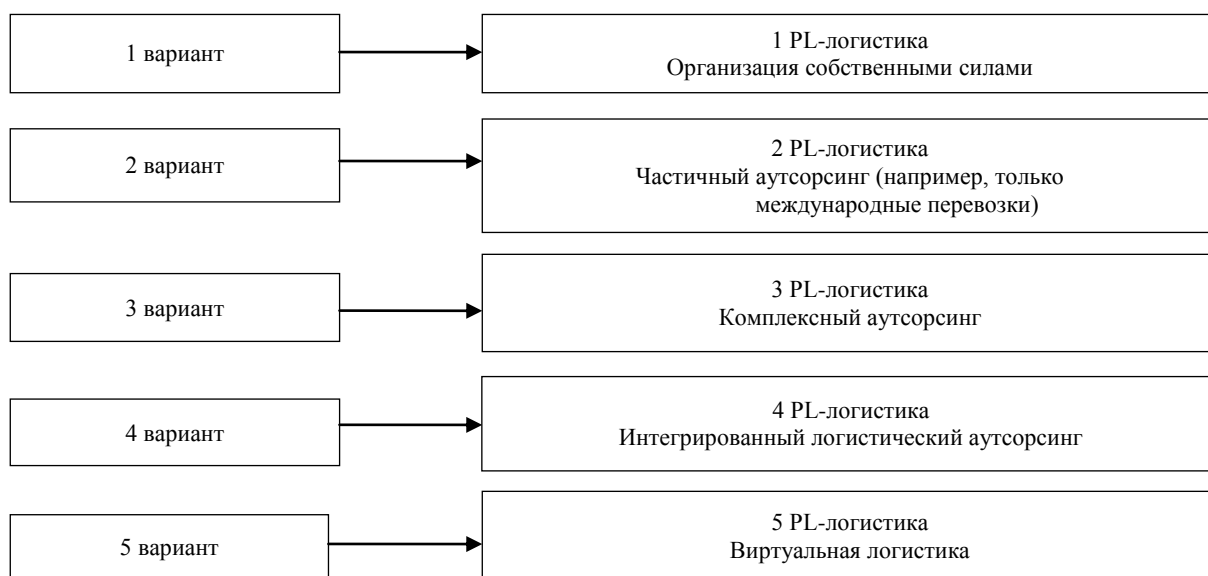 1 вариант
1 PL-логистика
Организация собственными силами
2 вариант
2 PL-логистика
Частичный аутсорсинг (например, только
международные перевозки)
3 вариант
3 PL-логистика
Комплексный аутсорсинг
4 вариант
4 PL-логистика
Интегрированный логистический аутсорсинг
5 вариант
5 PL-логистика
Виртуальная логистика